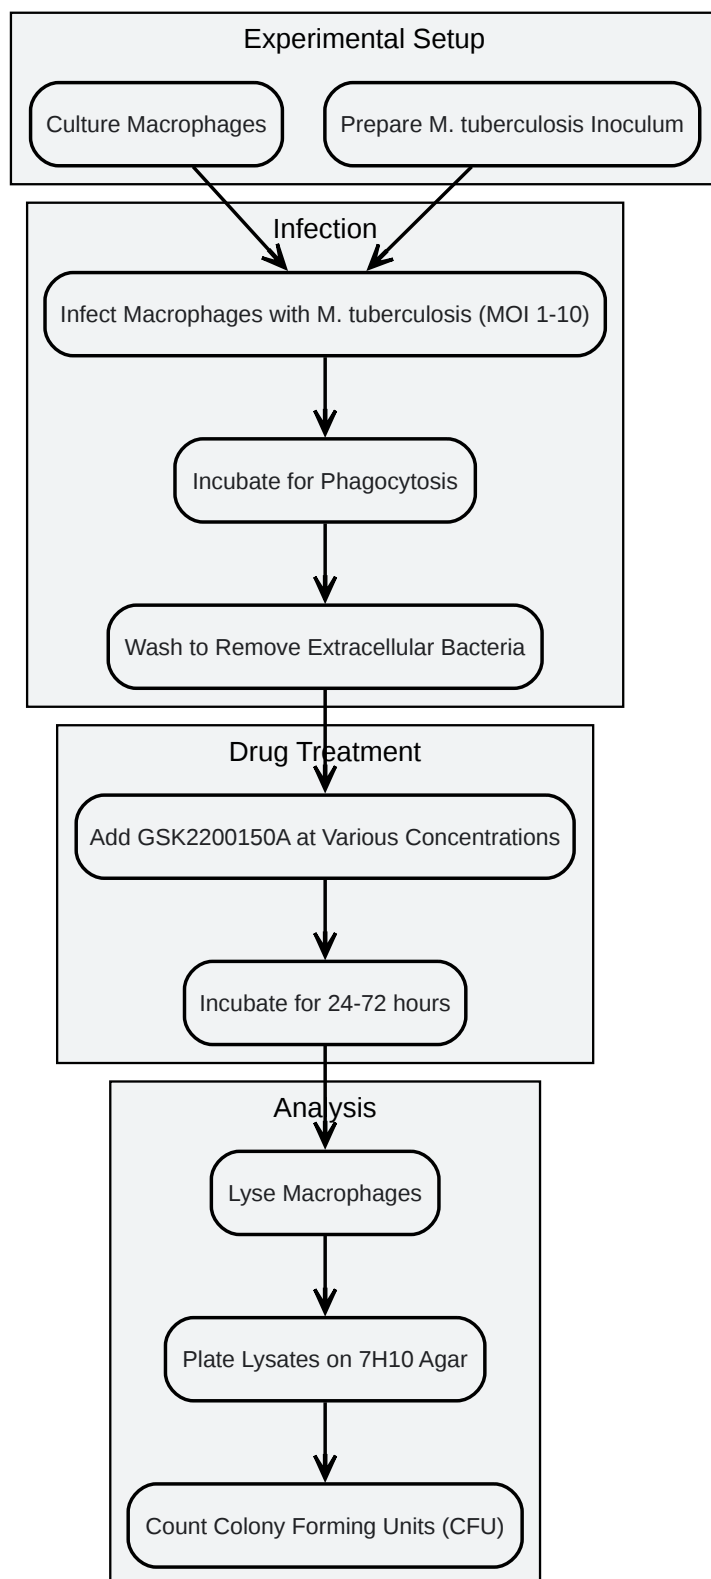 Experimental Setup
Culture Macrophages
Prepare M. tuberculosis Inoculum
Infection
Infect Macrophages with M. tuberculosis (MOI 1-10)
Incubate for Phagocytosis
Wash to Remove Extracellular Bacteria
Drug Treatment
Add GSK2200150A at Various Concentrations
Incubate for 24-72 hours
Analysis
Lyse Macrophages
Plate Lysates on 7H10 Agar
Count Colony Forming Units (CFU)